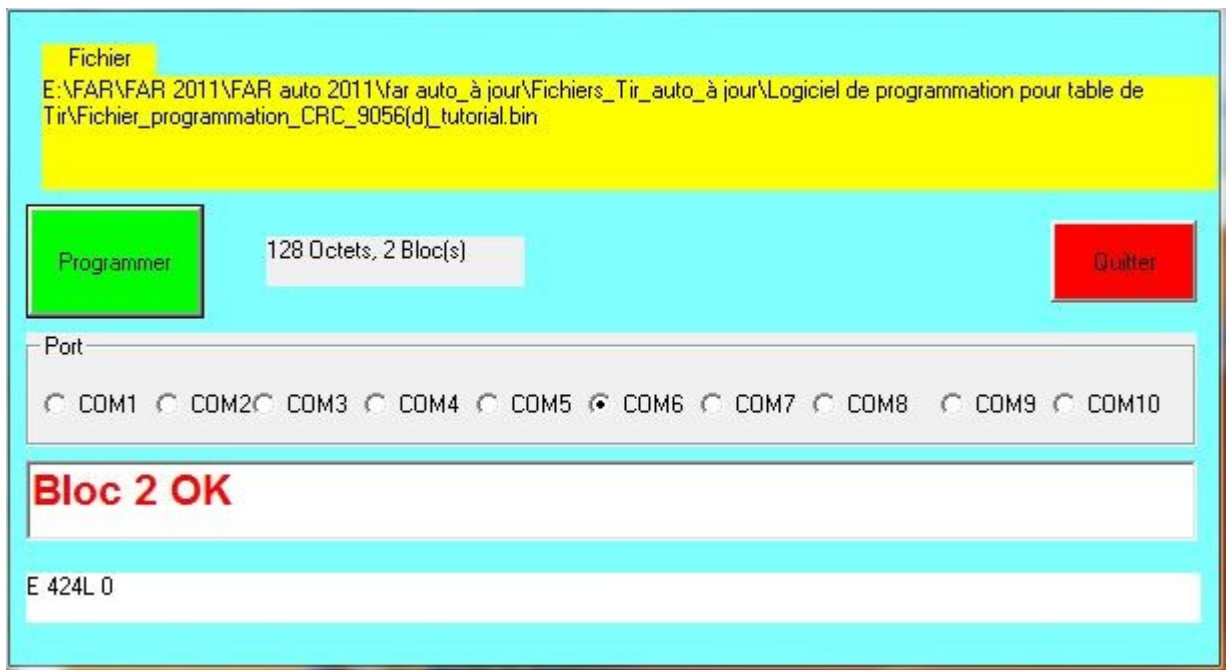 Fichier
E:\FAR\FAR 2011\FAR auto 2011\far auto_à jour\Fichiers_Tir_auto_à jour\Logiciel de programmation pour table de
Tir\Fichier_programmation_CRC_9056(d)_tutorial.bin
Programmer
128 Octets, 2 Bloc(s)
Quitter
Port
COM1 COM2 COM3 COM4 COM5 COM6 COM7 COM8 COM9 COM10
Bloc 2 OK
E 424L 0